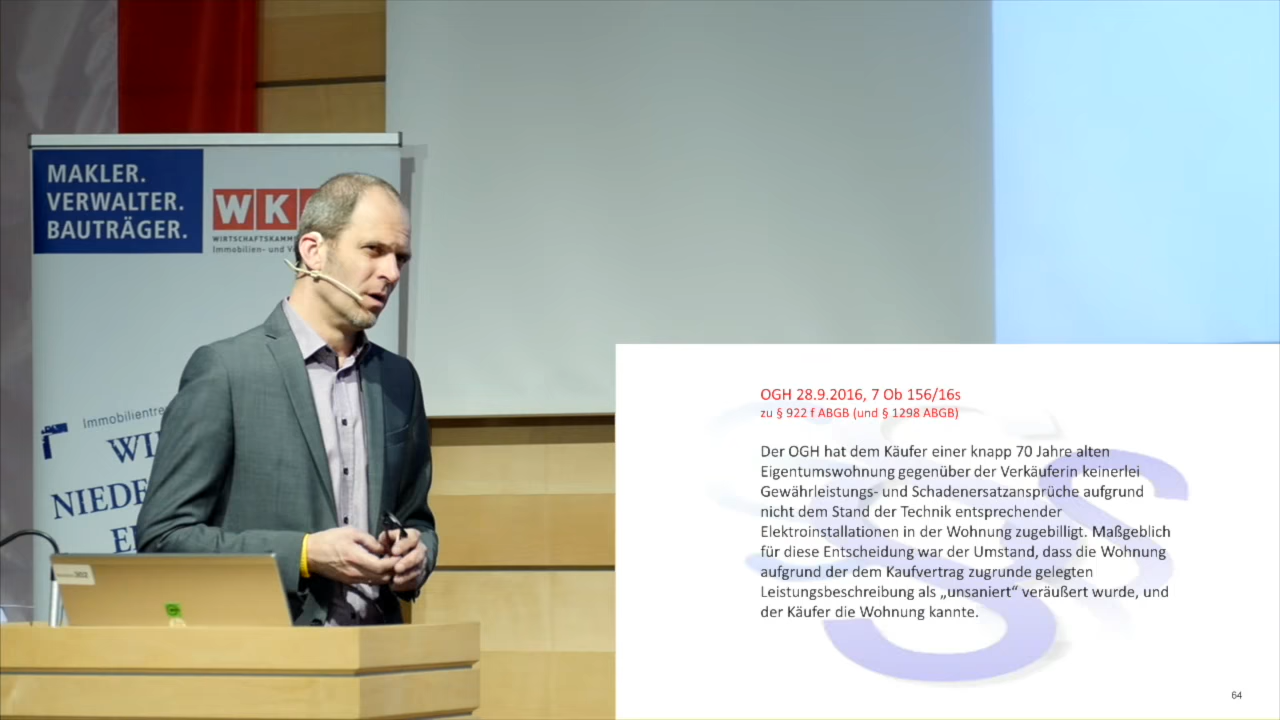 MAKLER.
VERWALTER.
BAUTRÄGER.
WK
WIRTSCHAFTSKAMM
Immobilien- und V
Immobilientre
WI
NIEDE
E
OGH 28.9.2016, 7 Ob 156/16s
zu § 922 f ABGB (und § 1298 ABGB)
Der OGH hat dem Käufer einer knapp 70 Jahre alten
Eigentumswohnung gegenüber der Verkäuferin keinerlei
Gewährleistungs- und Schadenersatzansprüche aufgrund
nicht dem Stand der Technik entsprechender
Elektroinstallationen in der Wohnung zugebilligt. Maßgeblich
für diese Entscheidung war der Umstand, dass die Wohnung
aufgrund der dem Kaufvertrag zugrunde gelegten
Leistungsbeschreibung als „unsaniert“ veräußert wurde, und
der Käufer die Wohnung kannte.
64